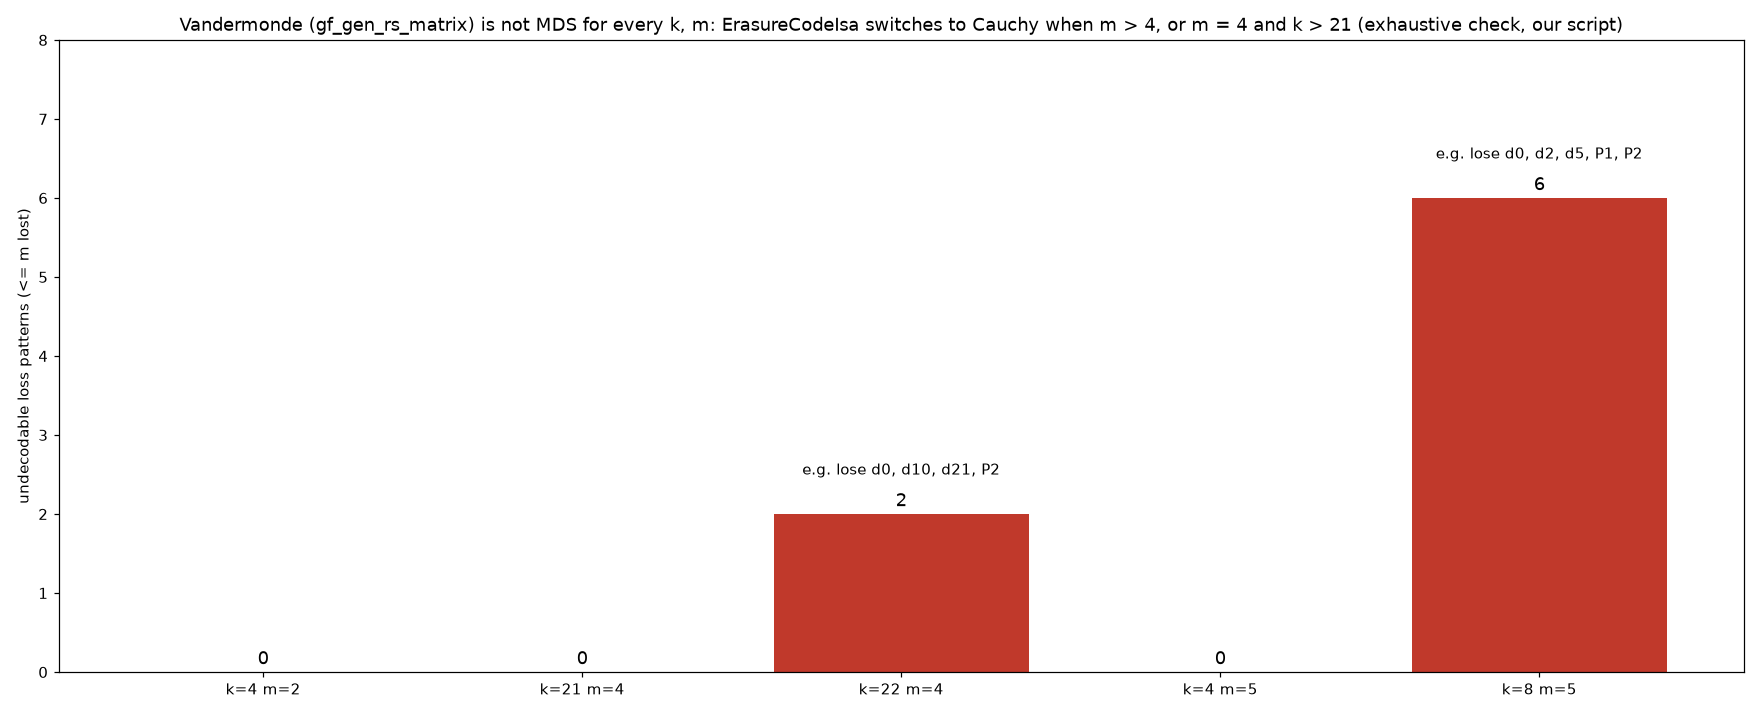 Vandermonde (gf_gen_rs_matrix) is not MDS for every k, m: ErasureCodeIsa switches to Cauchy when m > 4, or m = 4 and k > 21 (exhaustive check, our script)
undecodable loss patterns (<= m lost)
8
7
6
5
4
3
2
1
0
0
0
e.g. lose d0, d10, d21, P2
2
0
e.g. lose d0, d2, d5, P1, P2
6
k=4 m=2
k=21 m=4
k=22 m=4
k=4 m=5
k=8 m=5